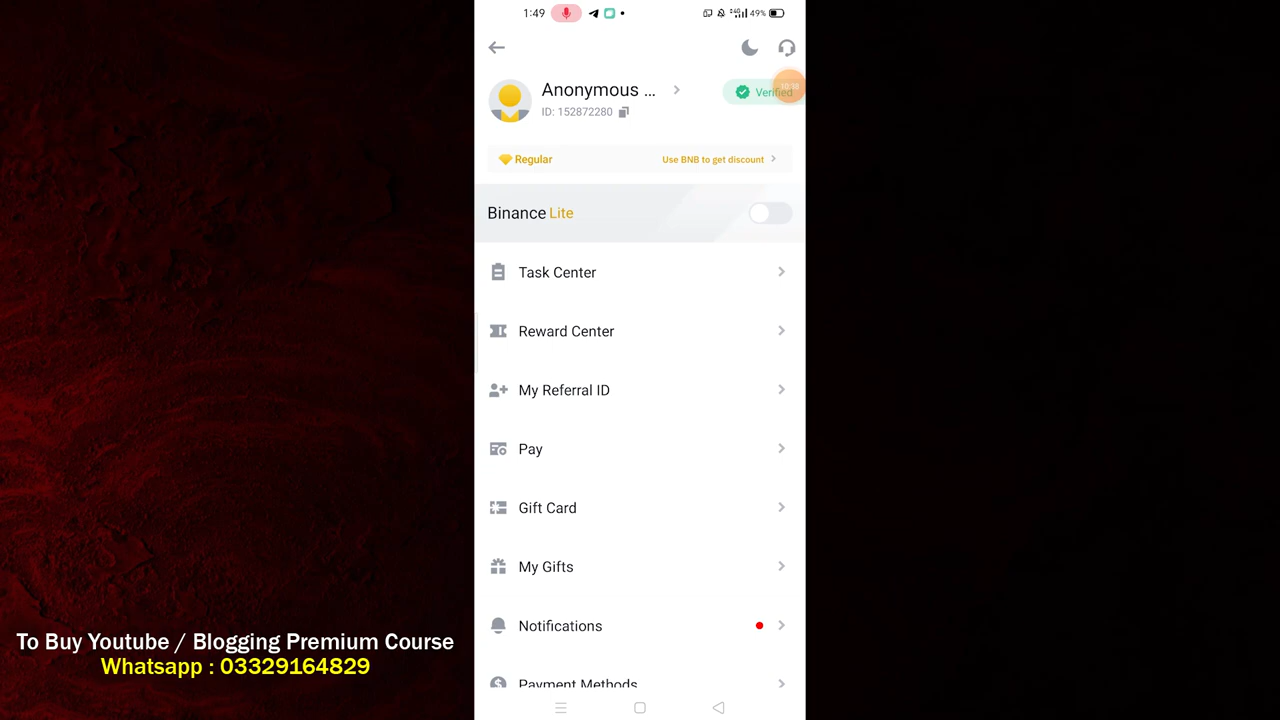 1:49
49%
Anonymous ...
ID: 152872280
Verified
Regular
Use BNB to get discount
Binance Lite
Task Center
Reward Center
My Referral ID
Pay
Gift Card
My Gifts
Notifications
Payment Methods
To Buy Youtube / Blogging Premium Course
Whatsapp : 03329164829